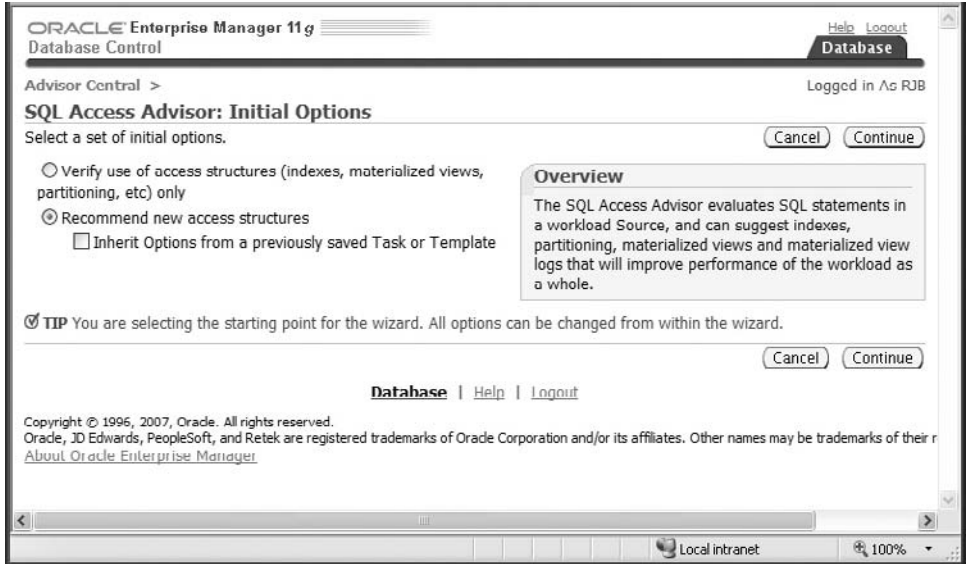 ORACLE Enterprise Manager 11g
Database Control
Help Logout
Database
Advisor Central >
Logged in As RJB
SQL Access Advisor: Initial Options
Select a set of initial options.
Cancel Continue
Verify use of access structures (indexes, materialized views,
partitioning, etc) only
Recommend new access structures
Inherit Options from a previously saved Task or Template
Overview
The SQL Access Advisor evaluates SQL statements in
a workload Source, and can suggest indexes,
partitioning, materialized views and materialized view
logs that will improve performance of the workload as
a whole.
TIP You are selecting the starting point for the wizard. All options can be changed from within the wizard.
Cancel Continue
Database | Help | Logout
Copyright © 1996, 2007, Oracle. All rights reserved.
Oracle, JD Edwards, PeopleSoft, and Retek are registered trademarks of Oracle Corporation and/or its affiliates. Other names may be trademarks of their r
About Oracle Enterprise Manager
Local intranet
100%